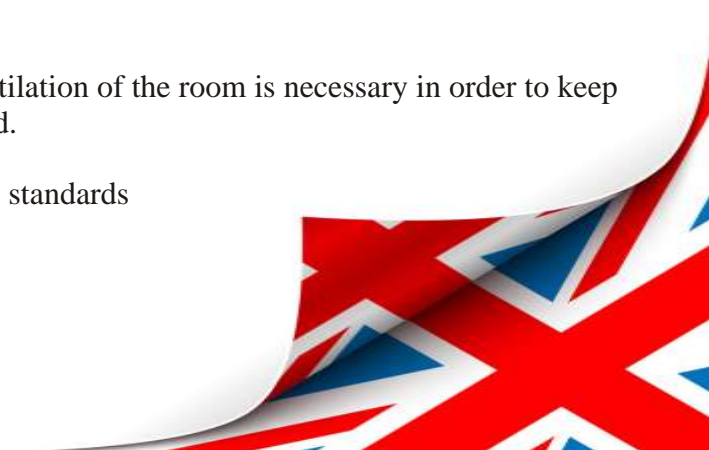 tilation of the room is necessary in order to keep
d.
standards